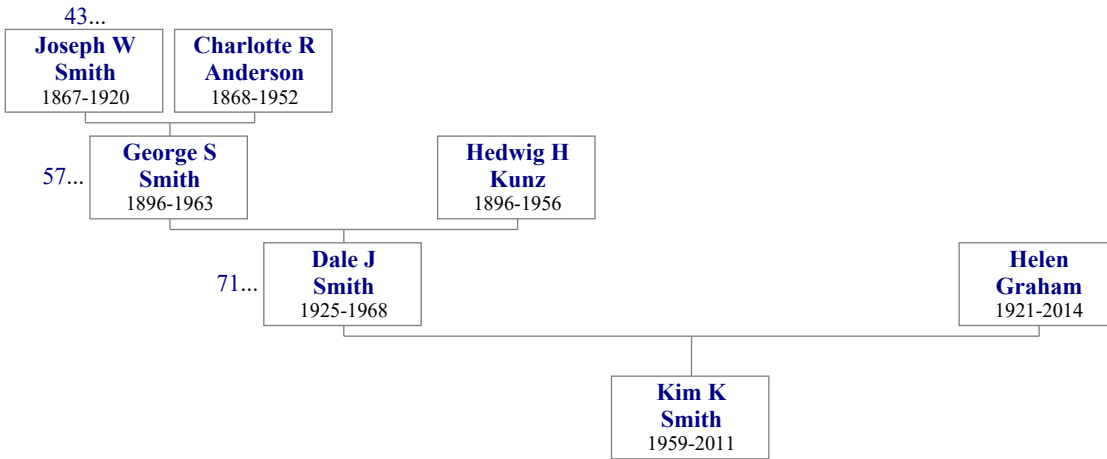 43...
Joseph W
Smith
1867-1920
Charlotte R
Anderson
1868-1952
57...
George S
Smith
1896-1963
Hedwig H
Kunz
1896-1956
71...
Dale J
Smith
1925-1968
Helen
Graham
1921-2014
Kim K
Smith
1959-2011